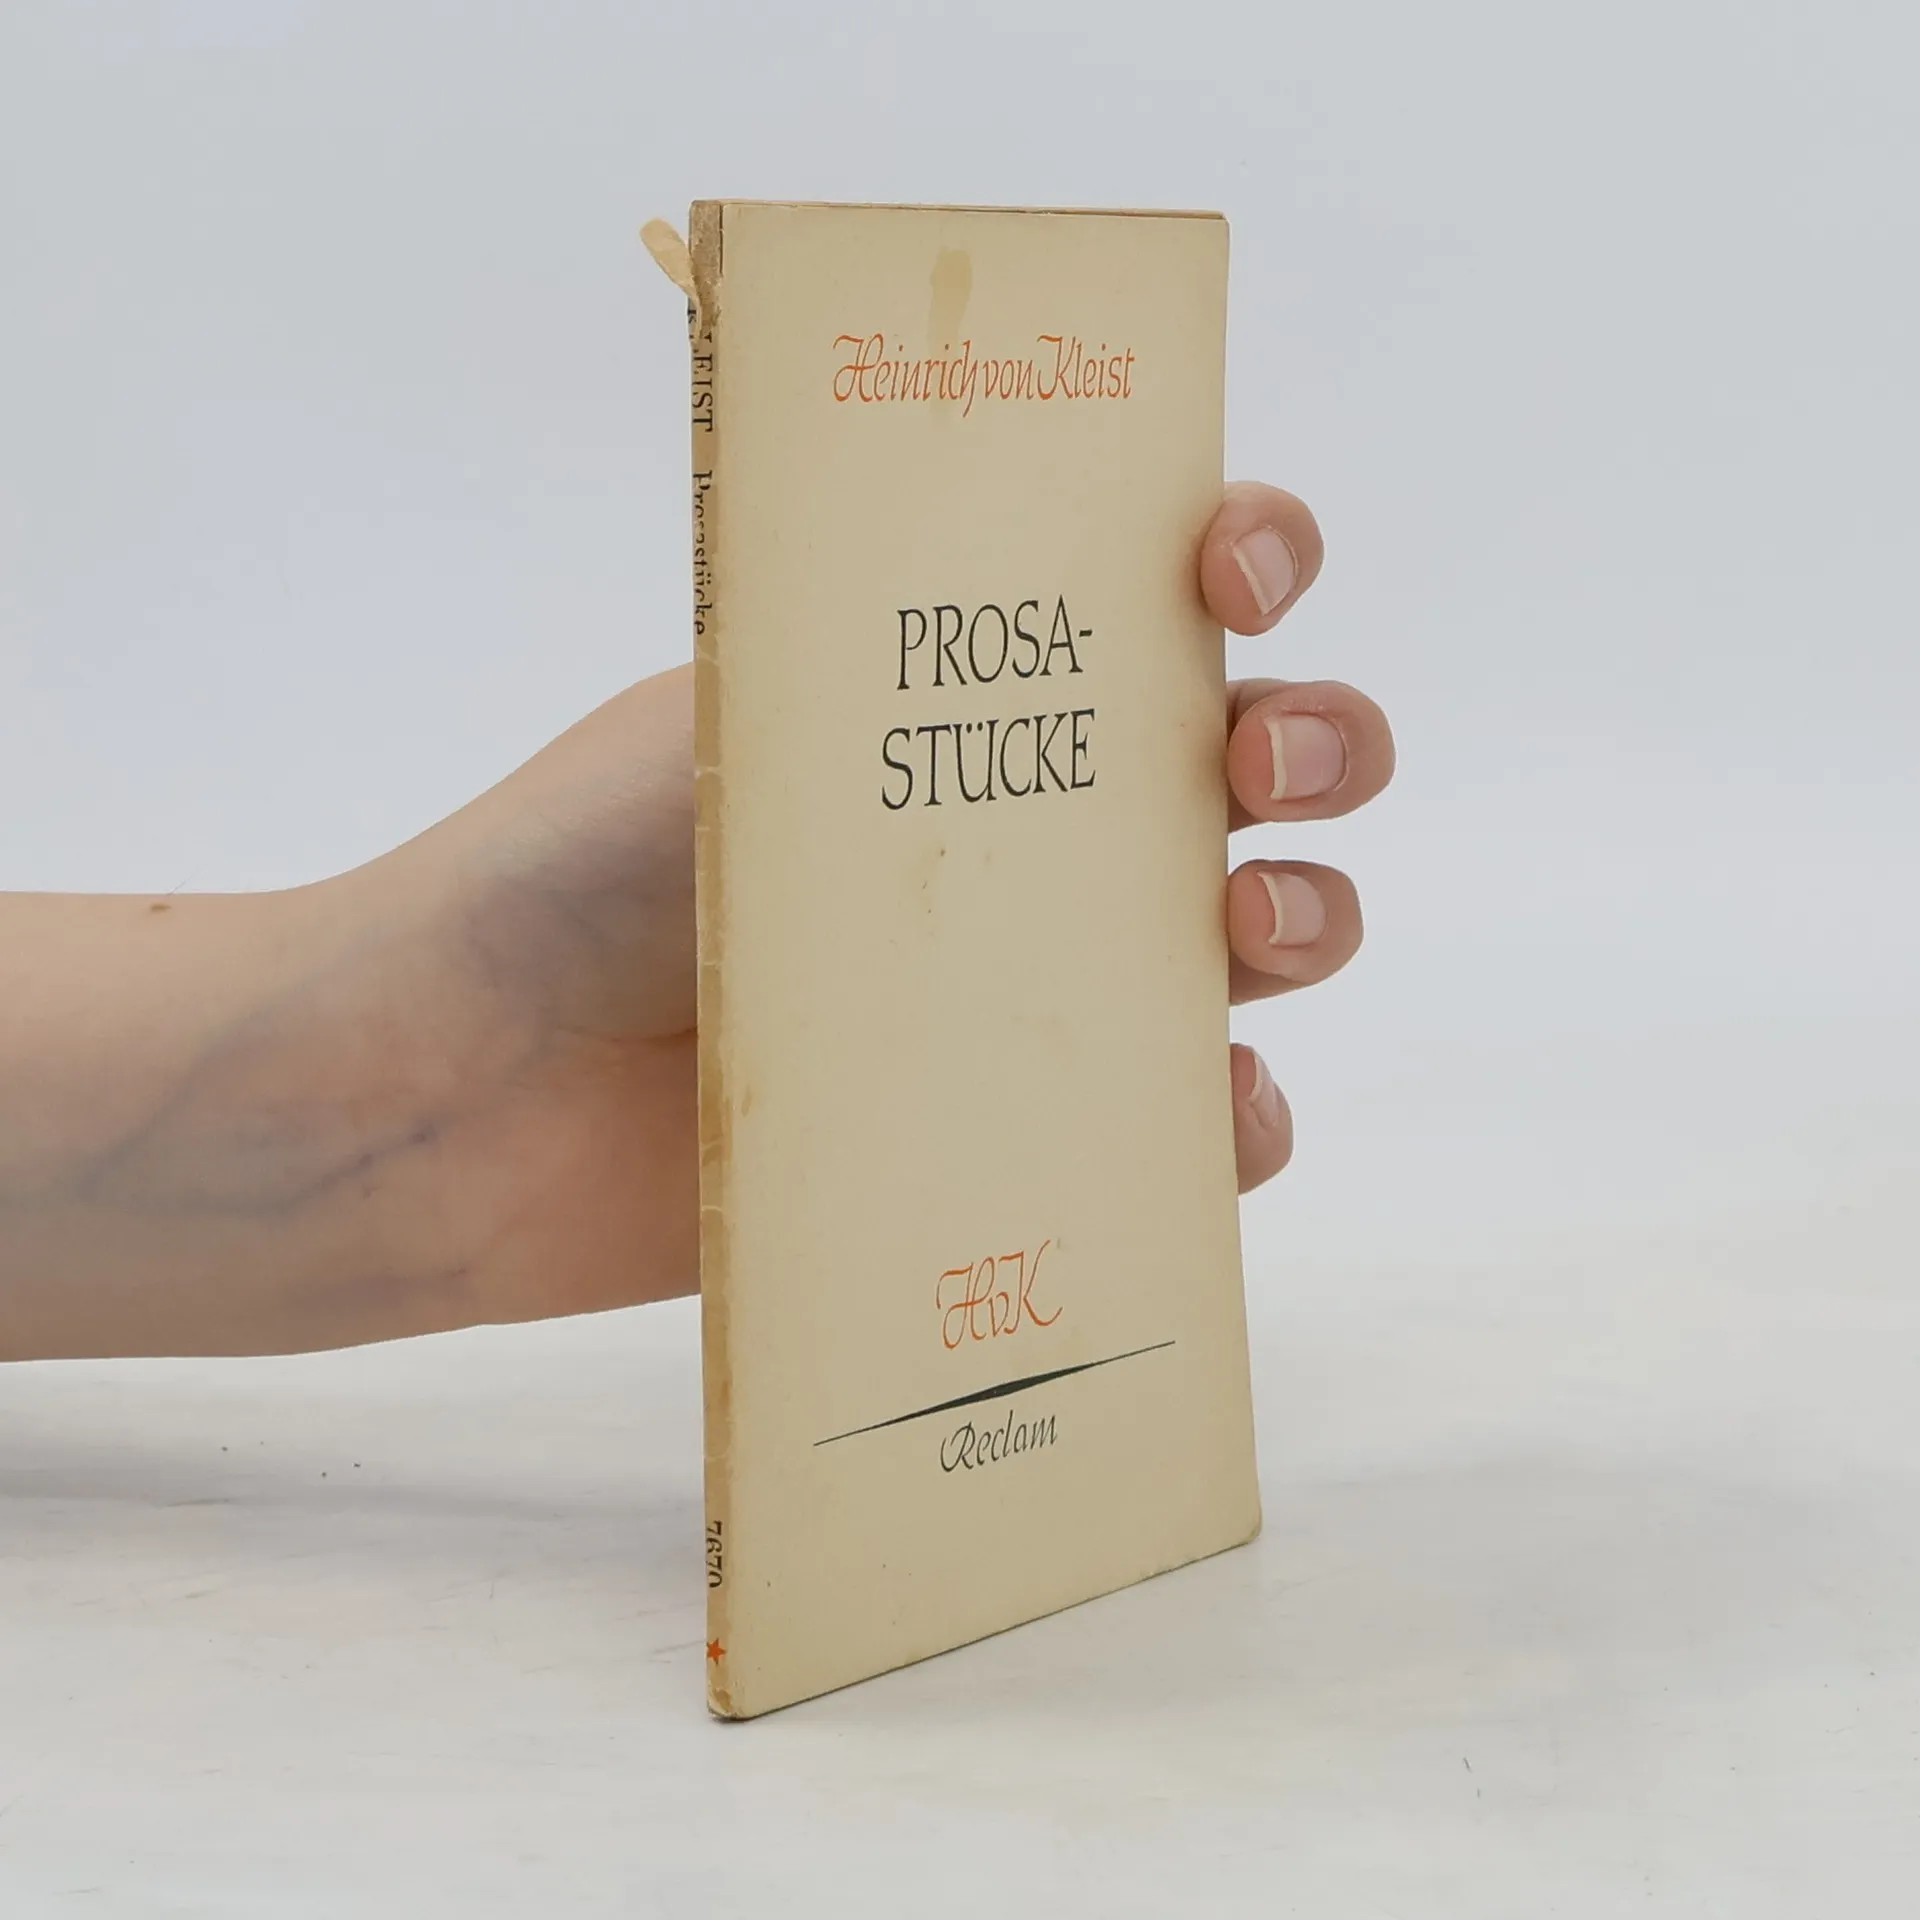 Heinrich von Kleist
PROSA-
STÜCKE
HvK
Reclam
KLEIST Prosastücke
7670